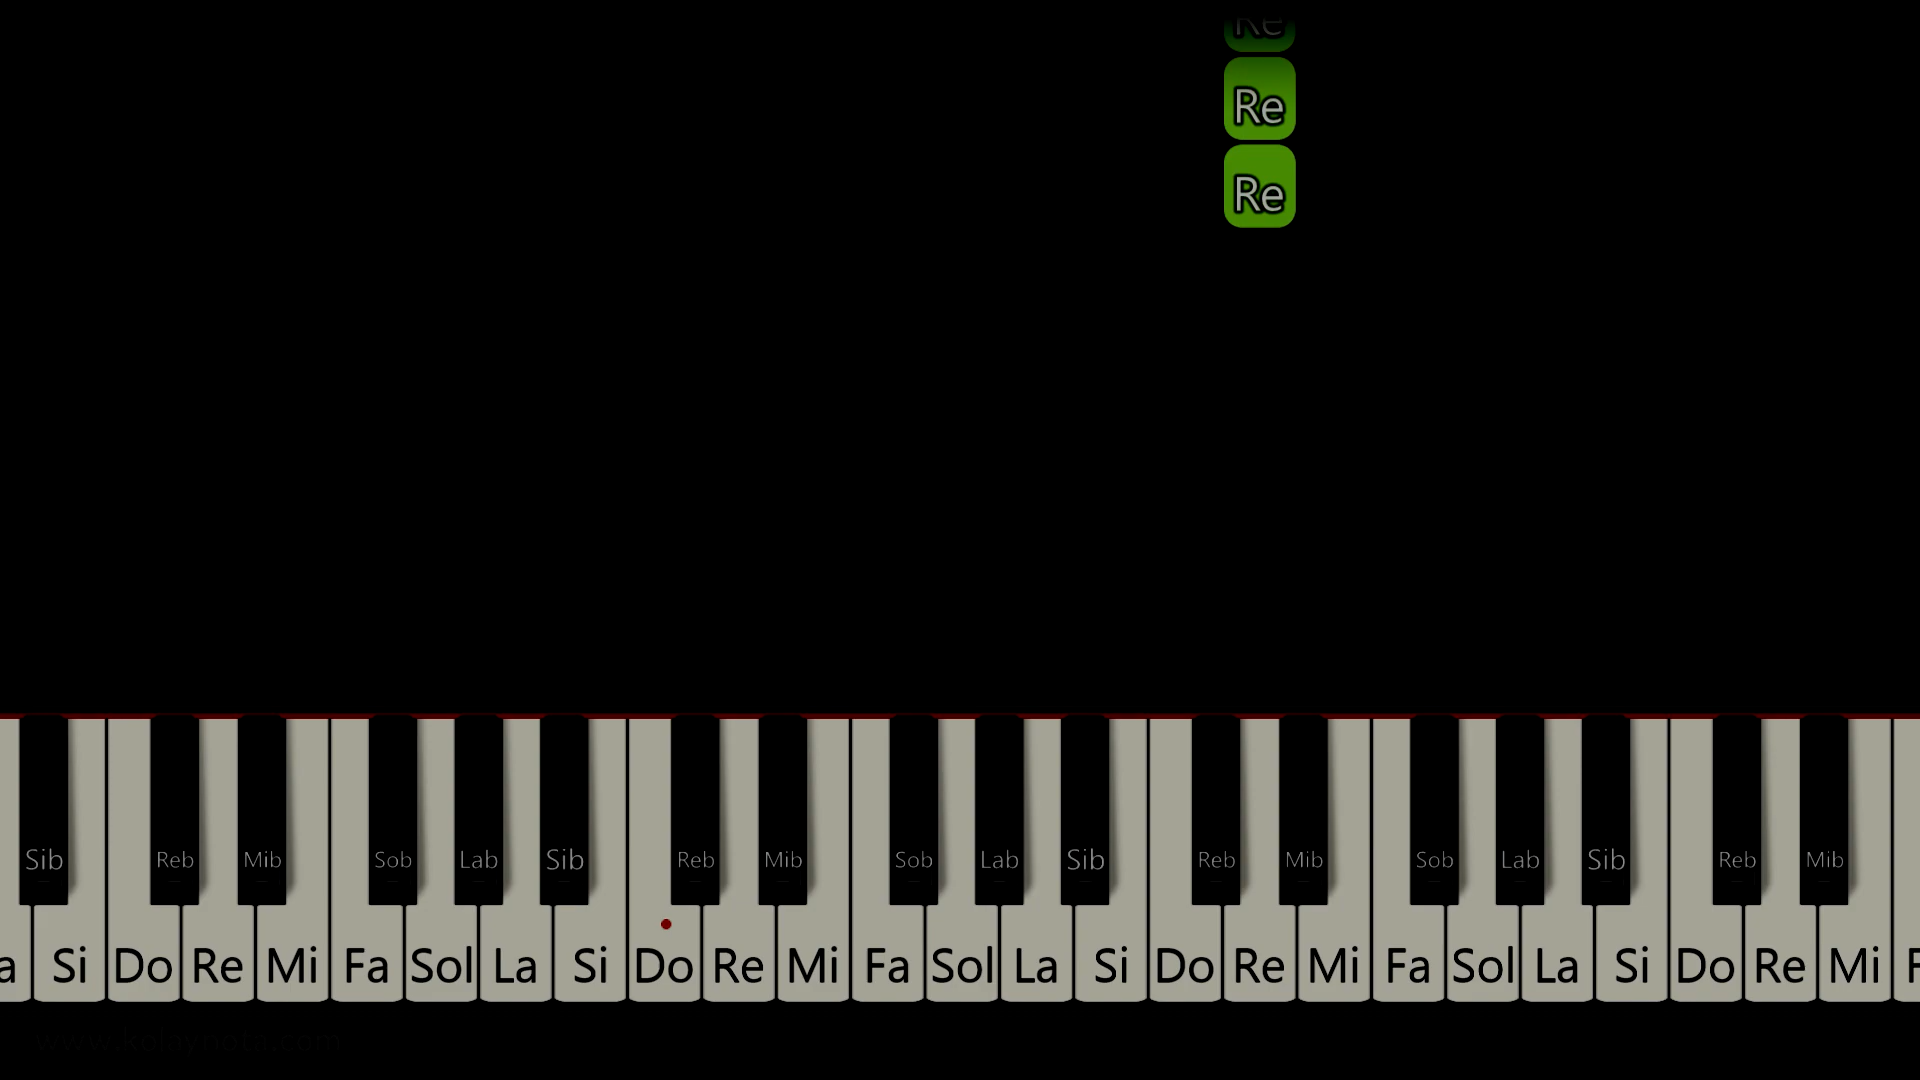 Re
Re
Re
Sib Reb Mib Sob Lab Sib Reb Mib Sob Lab Sib Reb Mib Sob Lab Sib Reb Mib
a Si Do Re Mi Fa Sol La Si Do Re Mi Fa Sol La Si Do Re Mi Fa Sol La Si Do Re Mi F